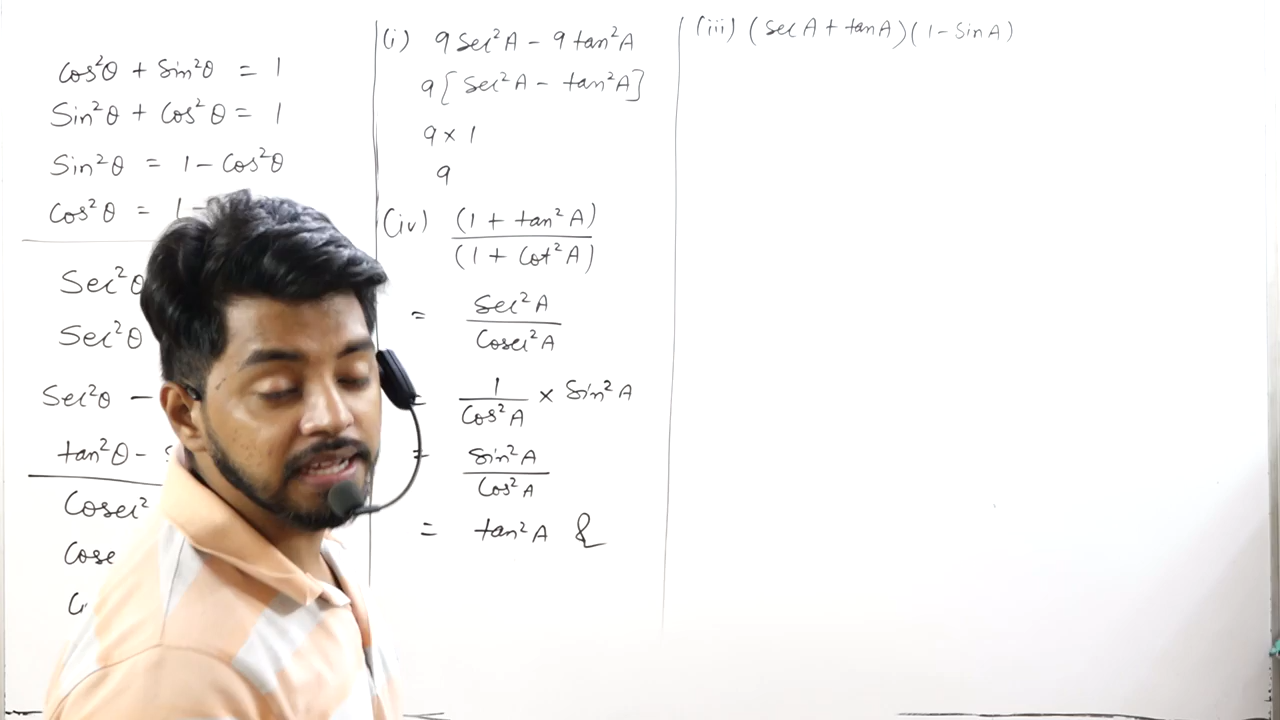 cos²θ + Sin²θ = 1
Sin²θ + Cos²θ = 1
Sin²θ = 1 - Cos²θ
Cos²θ = 1 -
Sec²θ
Sec²θ
Sec²θ -
tan²θ -
Cosec²
Cose
(i) 9 Sec²A - 9 tan²A
9[Sec²A - tan²A]
9 × 1
9
(iv) (1 + tan²A)
(1 + Cot²A)
= Sec²A
Cosec²A
= 1 × Sin²A
Cos²A
= Sin²A
Cos²A
= tan²A
(iii) (Sec A + tan A)(1 - Sin A)